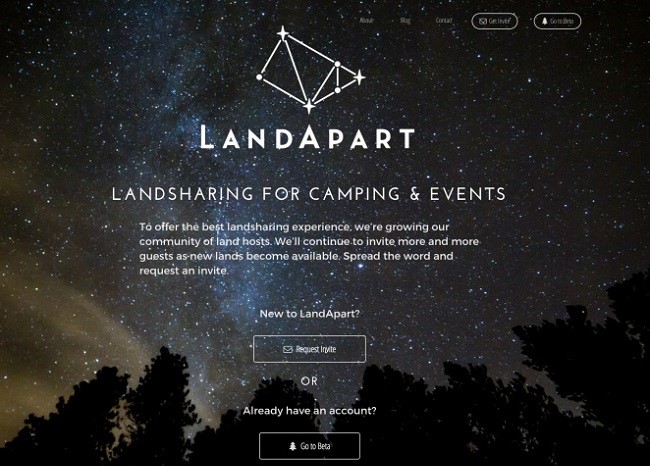 About Blog Contact Get Invite Go to Beta
LANDAPART
LANDSHARING FOR CAMPING & EVENTS
To offer the best landsharing experience, we're growing our
community of land hosts. We'll continue to invite more and more
guests as new lands become available. Spread the word and
request an invite.
New to LandApart?
Request Invite
OR
Already have an account?
Go to Beta